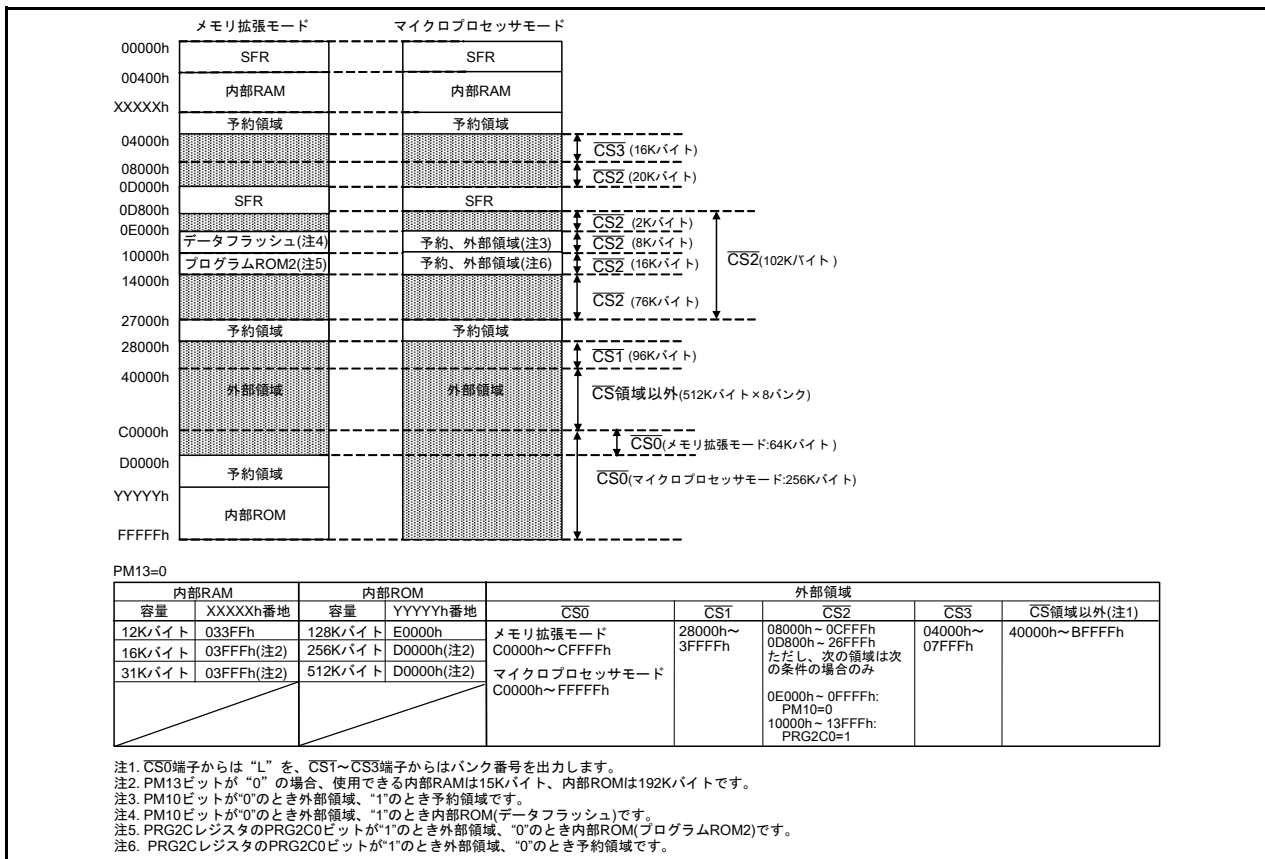 メモリ拡張モード マイクロプロセッサモード
00000h
SFR SFR
00400h
内部RAM 内部RAM
XXXXXh
予約領域 予約領域
04000h
CS3 (16Kバイト)
08000h
CS2 (20Kバイト)
0D000h
SFR SFR
0D800h
CS2 (2Kバイト)
0E000h
データフラッシュ(注4) 予約、外部領域(注3) CS2 (8Kバイト)
CS2(102Kバイト)
10000h
プログラムROM2(注5) 予約、外部領域(注6) CS2 (16Kバイト)
14000h
CS2 (76Kバイト)
27000h
予約領域 予約領域
28000h
CS1 (96Kバイト)
40000h
外部領域 外部領域 CS領域以外(512Kバイト×8バンク)
C0000h
CS0(メモリ拡張モード:64Kバイト)
D0000h
予約領域 CS0(マイクロプロセッサモード:256Kバイト)
YYYYYh
内部ROM
FFFFFh
PM13=0
内部RAM 内部ROM 外部領域
容量 XXXXXh番地 容量 YYYYYh番地 CS0 CS1 CS2 CS3 CS領域以外(注1)
12Kバイト 033FFh 128Kバイト E0000h メモリ拡張モード 28000h～ 08000h～0CFFFh 04000h～ 40000h～BFFFFh
16Kバイト 03FFFh(注2) 256Kバイト D0000h(注2) C0000h～CFFFFh 3FFFFh 0D800h～26FFFh 07FFFh
31Kバイト 03FFFh(注2) 512Kバイト D0000h(注2) マイクロプロセッサモード ただし、次の領域は次
C0000h～FFFFFh の条件の場合のみ
0E000h～0FFFFh:
PM10=0
10000h～13FFFh:
PRG2C0=1
注1. CS0端子からは“L”を、CS1～CS3端子からはバンク番号を出力します。
注2. PM13ビットが“0”の場合、使用できる内部RAMは15Kバイト、内部ROMは192Kバイトです。
注3. PM10ビットが“0”のとき外部領域、“1”のとき予約領域です。
注4. PM10ビットが“0”のとき外部領域、“1”のとき内部ROM(データフラッシュ)です。
注5. PRG2CレジスタのPRG2C0ビットが“1”のとき外部領域、“0”のとき内部ROM(プログラムROM2)です。
注6. PRG2CレジスタのPRG2C0ビットが“1”のとき外部領域、“0”のとき予約領域です。